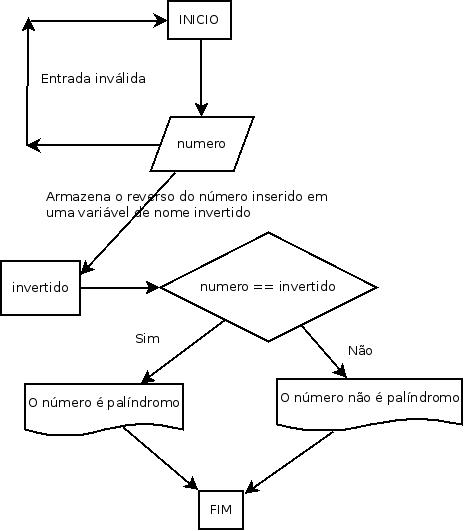 INICIO
Entrada inválida
numero
Armazena o reverso do número inserido em
uma variável de nome invertido
invertido
numero == invertido
Sim
Não
O número é palíndromo
O número não é palíndromo
FIM